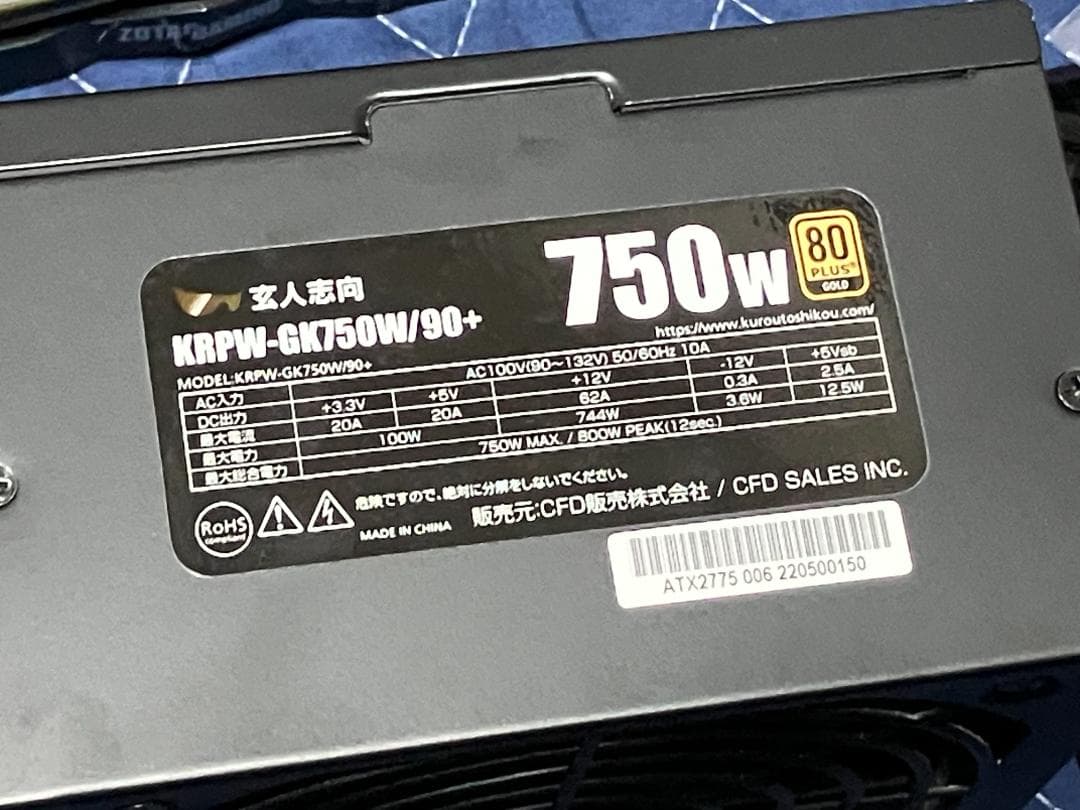 ZOTAC GAMING
750W
80
PLUS®
GOLD
玄人志向
KRPW-GK750W/90+
https://www.kuroutoshikou.com/
MODEL:KRPW-GK750W/90+
AC入力 AC100V(90～132V) 50/60Hz 10A
DC出力 +3.3V +5V +12V -12V +5Vsb
最大電流 20A 20A 62A 0.3A 2.5A
最大電力 100W 744W 3.6W 12.5W
最大総合電力 750W MAX. / 800W PEAK(12sec.)
RoHS
compliant
危険ですので、絶対に分解をしないでください。
MADE IN CHINA 販売元:CFD販売株式会社 / CFD SALES INC.
ATX2775 006 220500150